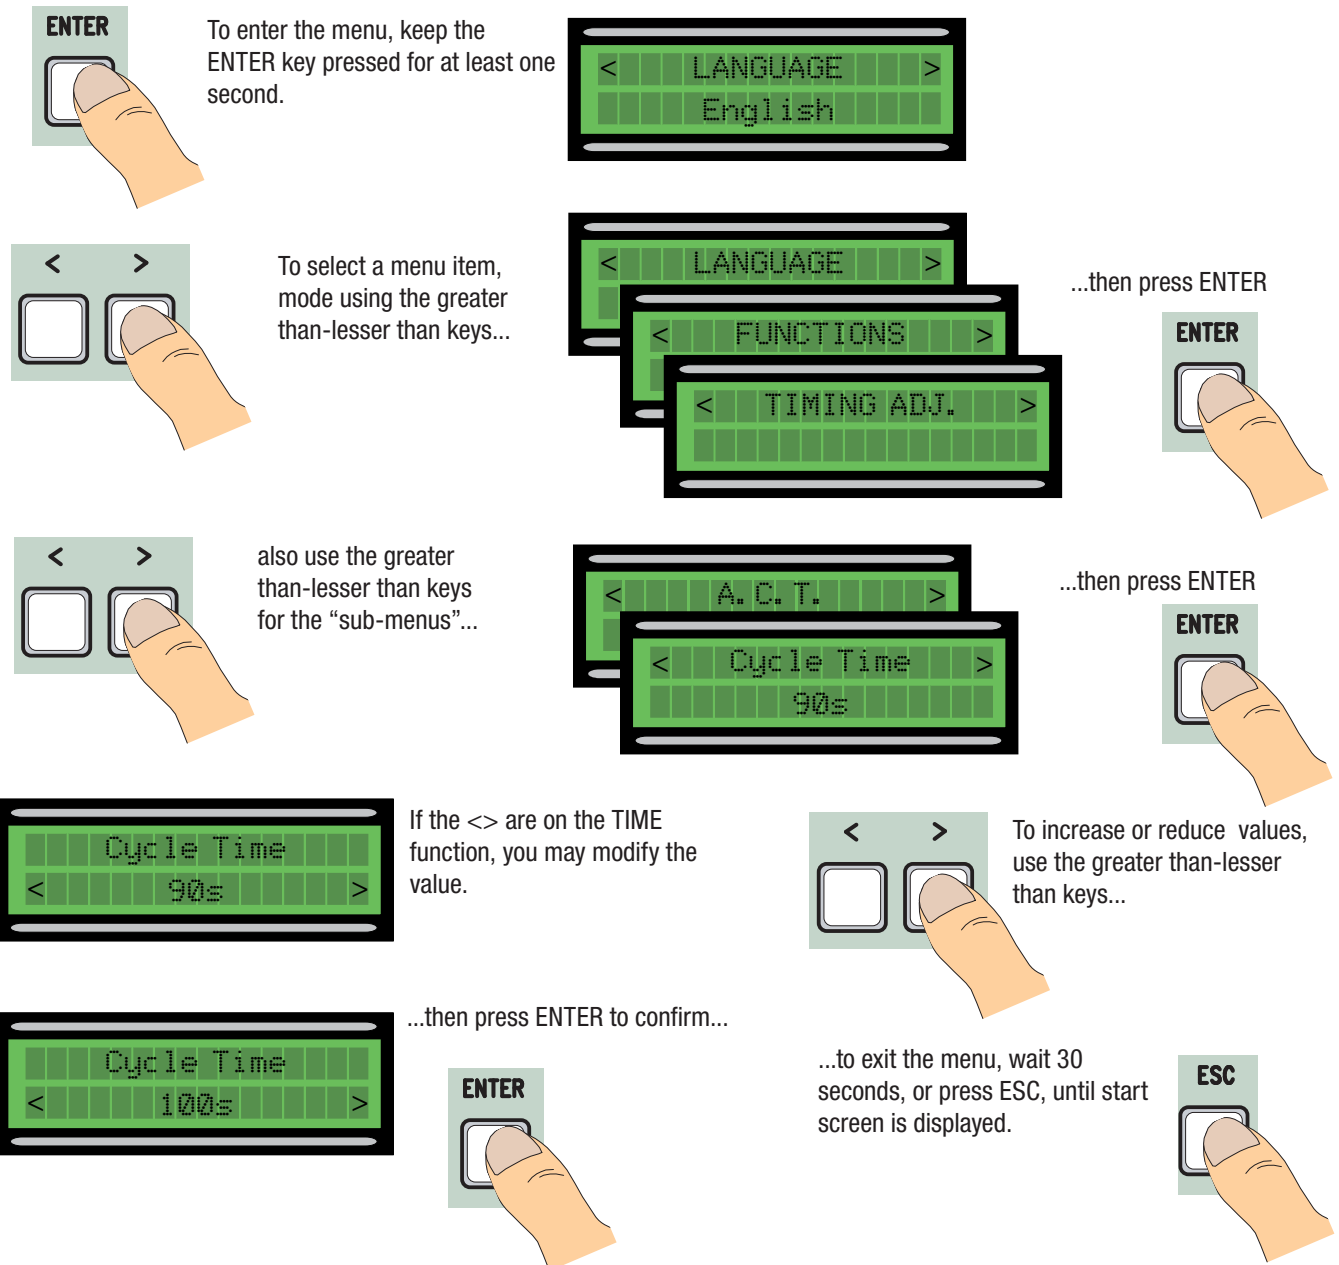 ENTER
To enter the menu, keep the
ENTER key pressed for at least one
second.
< LANGUAGE >
English
< >
To select a menu item,
mode using the greater
than-lesser than keys...
< LANGUAGE >
< FUNCTIONS >
< TIMING ADJ. >
...then press ENTER
ENTER
< >
also use the greater
than-lesser than keys
for the “sub-menus”...
< A.C.T. >
< Cycle Time >
90s
...then press ENTER
ENTER
Cycle Time
< 90s >
If the <> are on the TIME
function, you may modify the
value.
< >
To increase or reduce values,
use the greater than-lesser
than keys...
Cycle Time
< 100s >
...then press ENTER to confirm...
ENTER
...to exit the menu, wait 30
seconds, or press ESC, until start
screen is displayed.
ESC